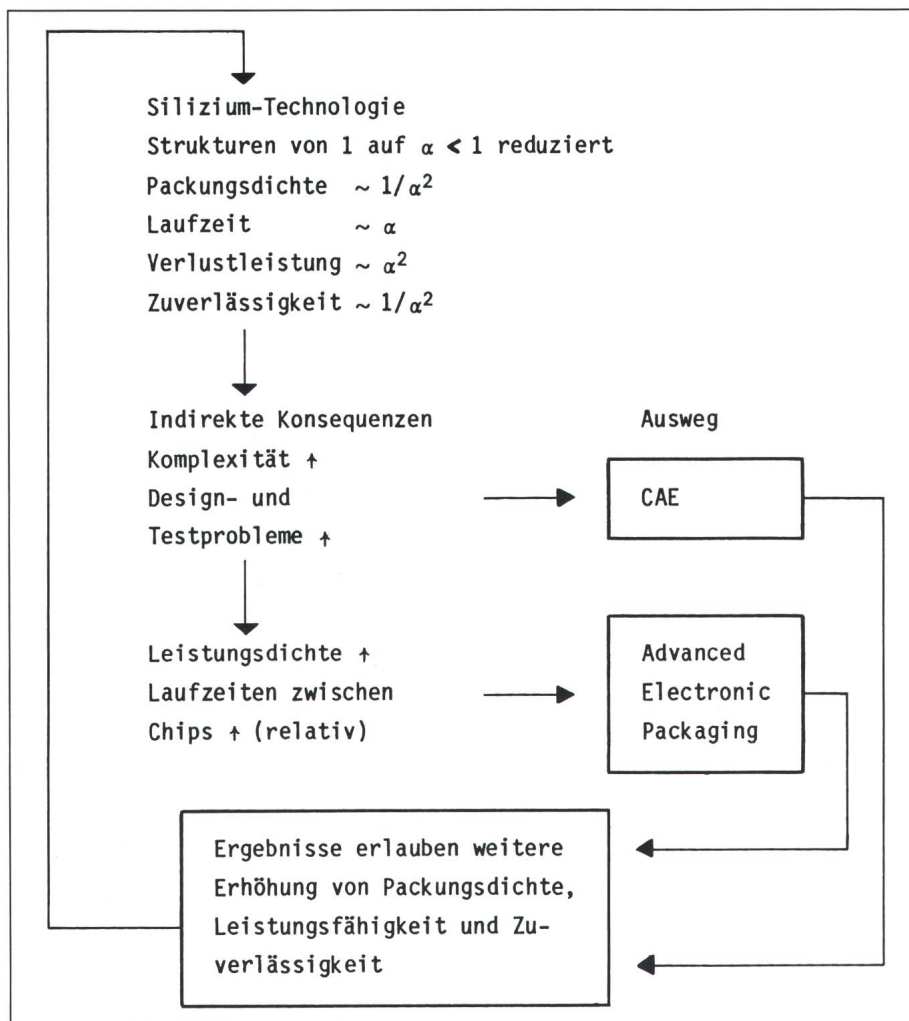 Silizium-Technologie
Strukturen von 1 auf α < 1 reduziert
Packungsdichte ~ 1/α²
Laufzeit ~ α
Verlustleistung ~ α²
Zuverlässigkeit ~ 1/α²
Indirekte Konsequenzen
Komplexität ↑
Design- und
Testprobleme ↑
Ausweg
CAE
Leistungsdichte ↑
Laufzeiten zwischen
Chips ↑ (relativ)
Advanced
Electronic
Packaging
Ergebnisse erlauben weitere
Erhöhung von Packungsdichte,
Leistungsfähigkeit und Zu-
verlässigkeit